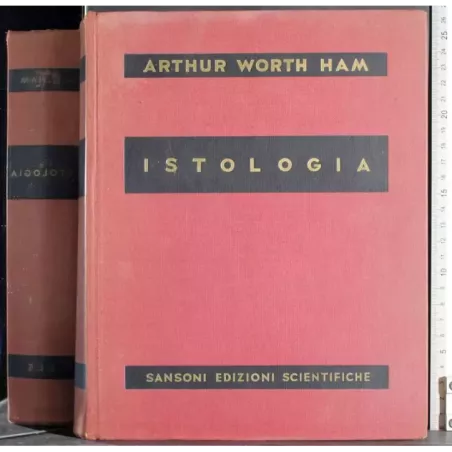 ARTHUR WORTH HAM
ISTOLOGIA
SANSONI EDIZIONI SCIENTIFICHE